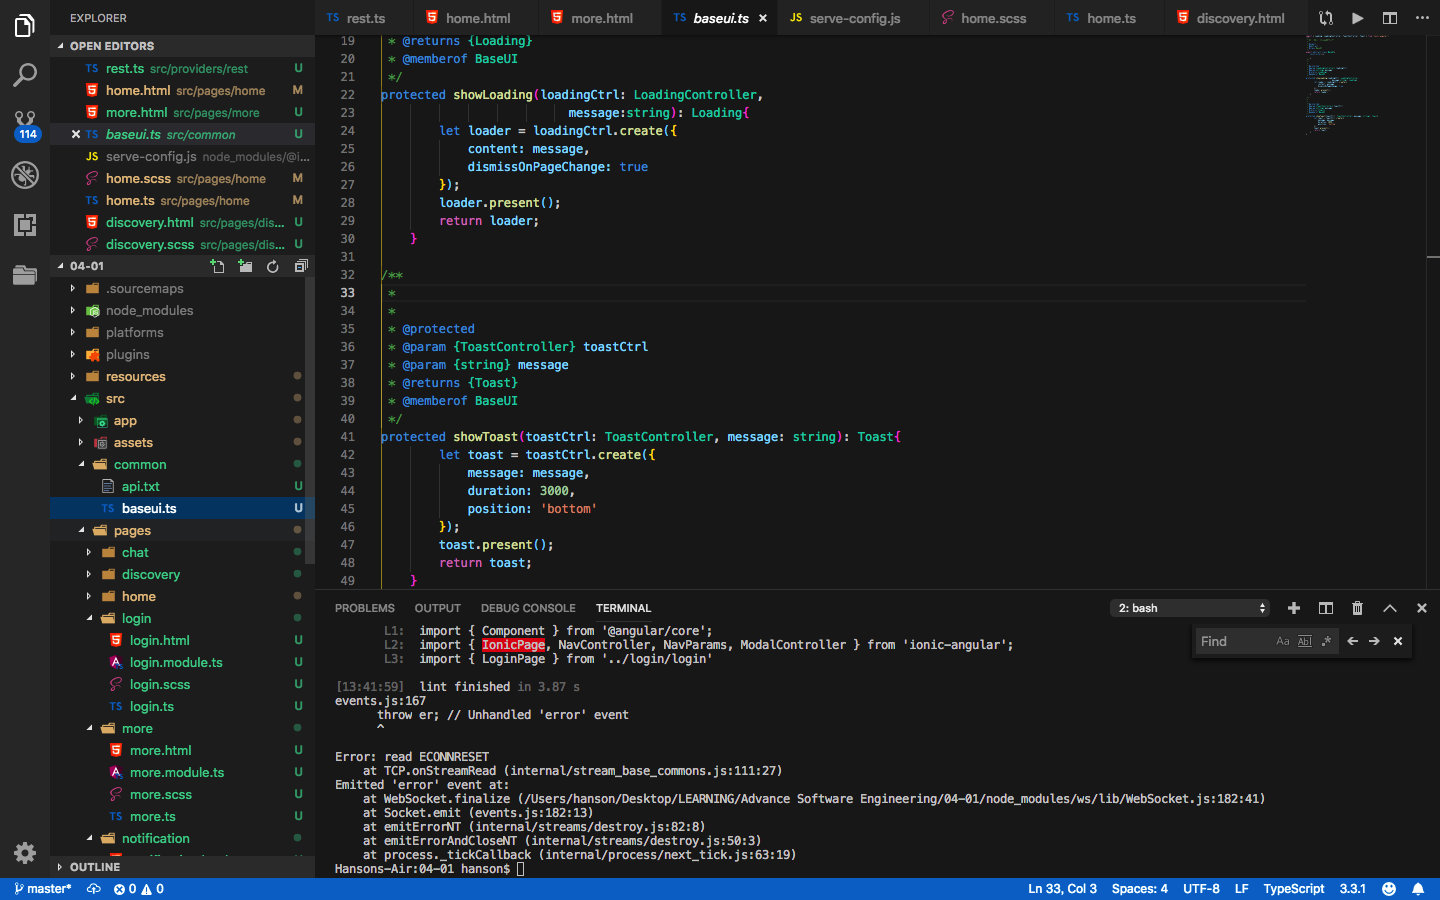 EXPLORER
OPEN EDITORS
TS rest.ts src/providers/rest U
home.html src/pages/home M
more.html src/pages/more U
TS baseui.ts src/common U
JS serve-config.js node_modules/@i...
home.scss src/pages/home M
TS home.ts src/pages/home M
discovery.html src/pages/dis... U
discovery.scss src/pages/dis... U
114
04-01
.sourcemaps
node_modules
platforms
plugins
resources
src
app
assets
common
api.txt U
TS baseui.ts U
pages
chat
discovery
home
login
login.html U
login.module.ts U
login.scss U
TS login.ts U
more
more.html U
more.module.ts U
more.scss U
TS more.ts U
notification
OUTLINE
TS rest.ts home.html more.html TS baseui.ts JS serve-config.js home.scss TS home.ts discovery.html
19 * @returns {Loading}
20 * @memberof BaseUI
21 */
22 protected showLoading(loadingCtrl: LoadingController,
23 message:string): Loading{
24 let loader = loadingCtrl.create({
25 content: message,
26 dismissOnPageChange: true
27 });
28 loader.present();
29 return loader;
30 }
31
32 /**
33 *
34 *
35 * @protected
36 * @param {ToastController} toastCtrl
37 * @param {string} message
38 * @returns {Toast}
39 * @memberof BaseUI
40 */
41 protected showToast(toastCtrl: ToastController, message: string): Toast{
42 let toast = toastCtrl.create({
43 message: message,
44 duration: 3000,
45 position: 'bottom'
46 });
47 toast.present();
48 return toast;
49 }
PROBLEMS OUTPUT DEBUG CONSOLE TERMINAL 2: bash
Find Aa Abl .*
L1: import { Component } from '@angular/core';
L2: import { IonicPage, NavController, NavParams, ModalController } from 'ionic-angular';
L3: import { LoginPage } from '../login/login'
[13:41:59] lint finished in 3.87 s
events.js:167
throw er; // Unhandled 'error' event
^
Error: read ECONNRESET
at TCP.onStreamRead (internal/stream_base_commons.js:111:27)
Emitted 'error' event at:
at WebSocket.finalize (/Users/hanson/Desktop/LEARNING/Advance Software Engineering/04-01/node_modules/ws/lib/WebSocket.js:182:41)
at Socket.emit (events.js:182:13)
at emitErrorNT (internal/streams/destroy.js:82:8)
at emitErrorAndCloseNT (internal/streams/destroy.js:50:3)
at process._tickCallback (internal/process/next_tick.js:63:19)
Hansons-Air:04-01 hanson$
master* 0 0 Ln 33, Col 3 Spaces: 4 UTF-8 LF TypeScript 3.3.1